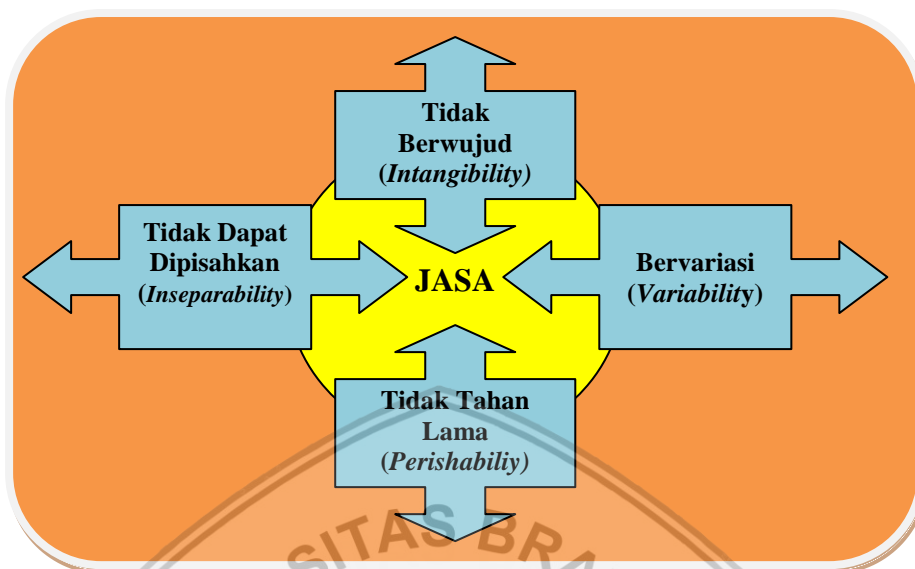 Tidak
Berwujud
(Intangibility)
Tidak Dapat
Dipisahkan
(Inseparability)
JASA
Bervariasi
(Variability)
Tidak Tahan
Lama
(Perishabiliy)
SITAS BRA